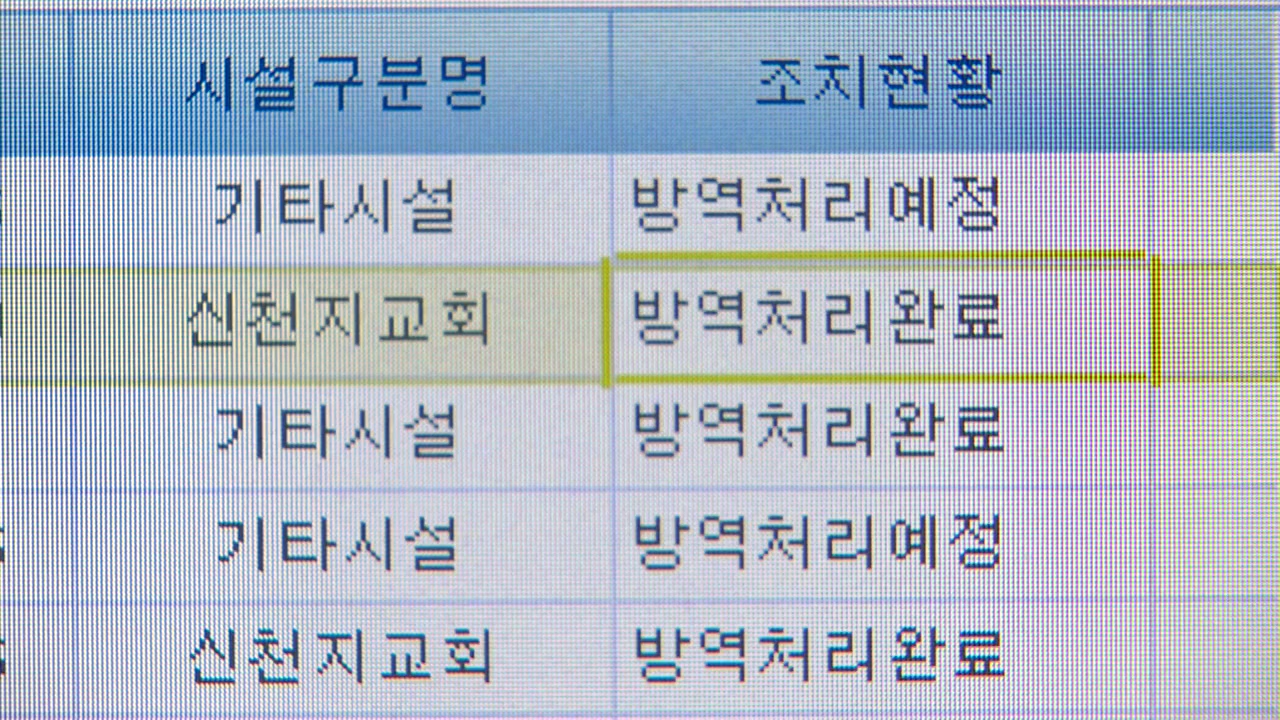 시설구분명 조치현황
기타시설 방역처리예정
신천지교회 방역처리완료
기타시설 방역처리완료
기타시설 방역처리예정
신천지교회 방역처리완료